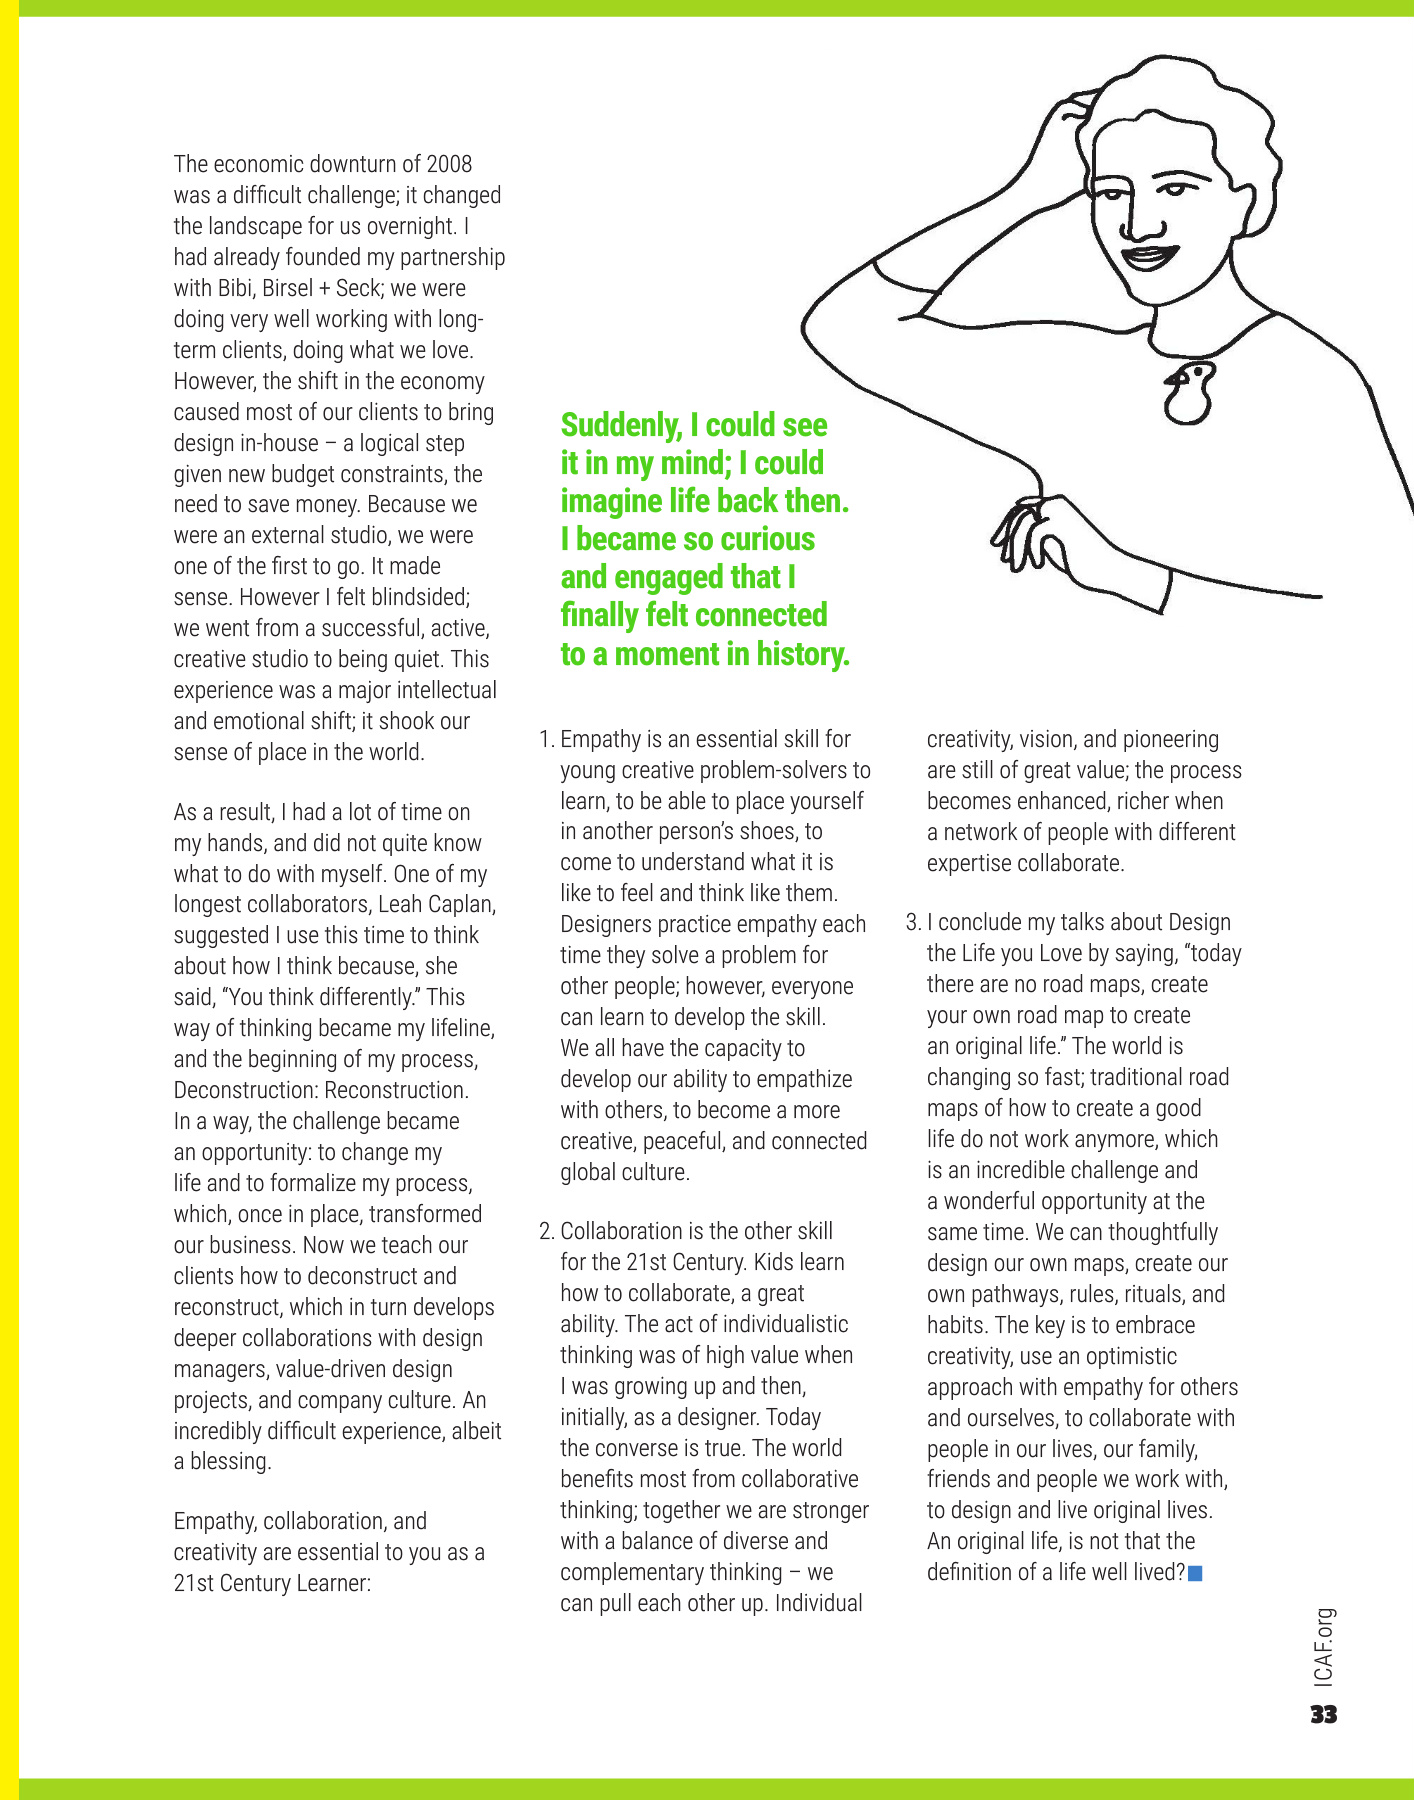 The economic downturn of 2008
was a difficult challenge; it changed
the landscape for us overnight. I
had already founded my partnership
with Bibi, Birsel + Seck; we were
doing very well working with long-
term clients, doing what we love.
However, the shift in the economy
caused most of our clients to bring
design in-house – a logical step
given new budget constraints, the
need to save money. Because we
were an external studio, we were
one of the first to go. It made
sense. However I felt blindsided;
we went from a successful, active,
creative studio to being quiet. This
experience was a major intellectual
and emotional shift; it shook our
sense of place in the world.
As a result, I had a lot of time on
my hands, and did not quite know
what to do with myself. One of my
longest collaborators, Leah Caplan,
suggested I use this time to think
about how I think because, she
said, “You think differently.” This
way of thinking became my lifeline,
and the beginning of my process,
Deconstruction: Reconstruction.
In a way, the challenge became
an opportunity: to change my
life and to formalize my process,
which, once in place, transformed
our business. Now we teach our
clients how to deconstruct and
reconstruct, which in turn develops
deeper collaborations with design
managers, value-driven design
projects, and company culture. An
incredibly difficult experience, albeit
a blessing.
Empathy, collaboration, and
creativity are essential to you as a
21st Century Learner:
Suddenly, I could see
it in my mind; I could
imagine life back then.
I became so curious
and engaged that I
finally felt connected
to a moment in history.
1. Empathy is an essential skill for
young creative problem-solvers to
learn, to be able to place yourself
in another person’s shoes, to
come to understand what it is
like to feel and think like them.
Designers practice empathy each
time they solve a problem for
other people; however, everyone
can learn to develop the skill.
We all have the capacity to
develop our ability to empathize
with others, to become a more
creative, peaceful, and connected
global culture.
2. Collaboration is the other skill
for the 21st Century. Kids learn
how to collaborate, a great
ability. The act of individualistic
thinking was of high value when
I was growing up and then,
initially, as a designer. Today
the converse is true. The world
benefits most from collaborative
thinking; together we are stronger
with a balance of diverse and
complementary thinking – we
can pull each other up. Individual
creativity, vision, and pioneering
are still of great value; the process
becomes enhanced, richer when
a network of people with different
expertise collaborate.
3. I conclude my talks about Design
the Life you Love by saying, “today
there are no road maps, create
your own road map to create
an original life.” The world is
changing so fast; traditional road
maps of how to create a good
life do not work anymore, which
is an incredible challenge and
a wonderful opportunity at the
same time. We can thoughtfully
design our own maps, create our
own pathways, rules, rituals, and
habits. The key is to embrace
creativity, use an optimistic
approach with empathy for others
and ourselves, to collaborate with
people in our lives, our family,
friends and people we work with,
to design and live original lives.
An original life, is not that the
definition of a life well lived?
ICAF.org
33